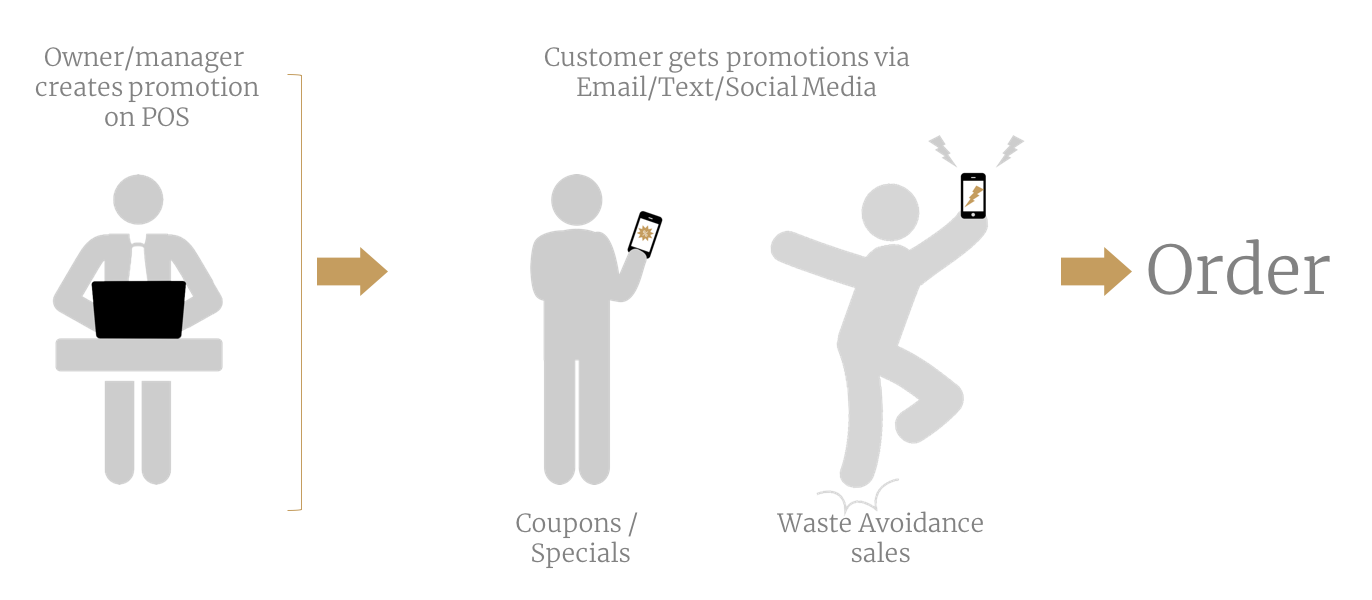 Owner/manager
creates promotion
on POS
Customer gets promotions via
Email/Text/Social Media
Order
Coupons /
Specials
Waste Avoidance
sales